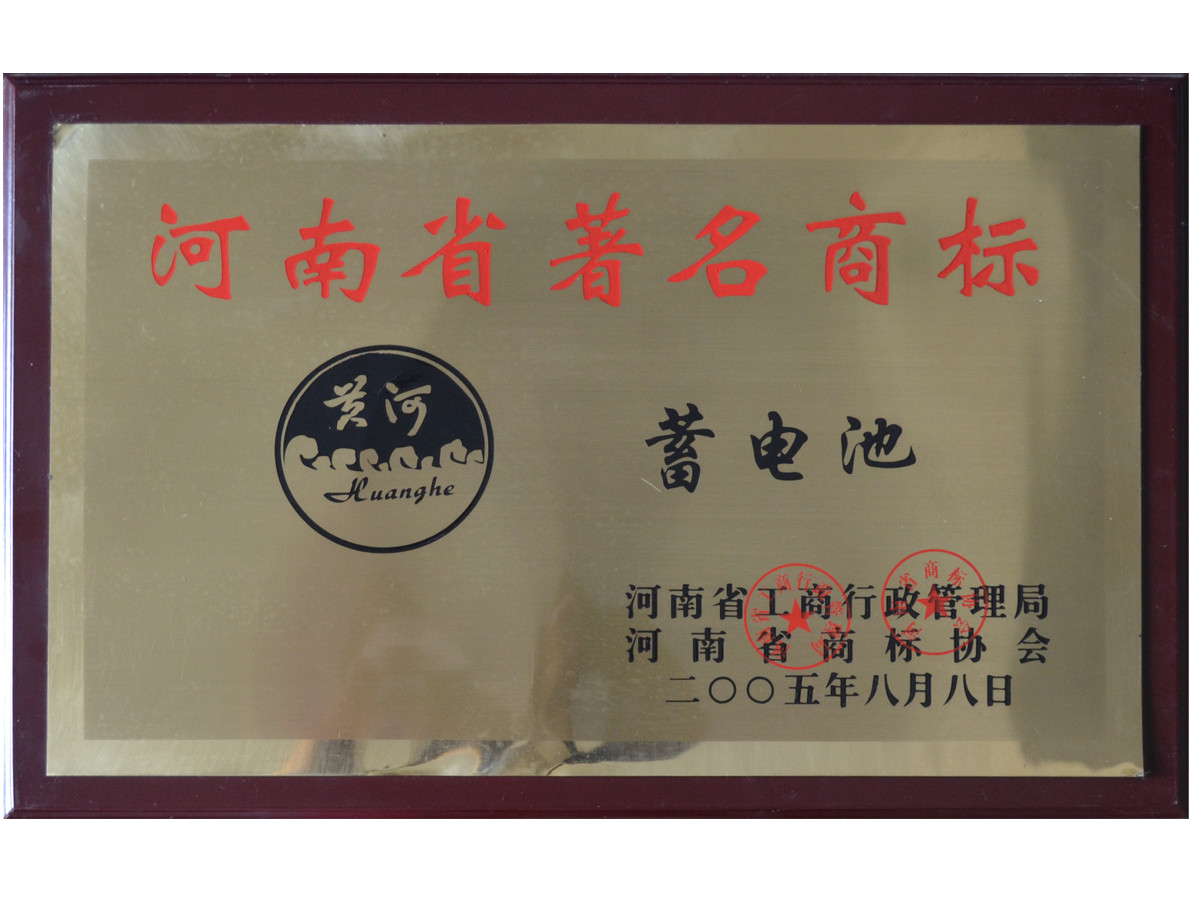 河南省著名商标
黄河
Huanghe
蓄电池
河南省工商行政管理局
河南省商标协会
二〇〇五年八月八日